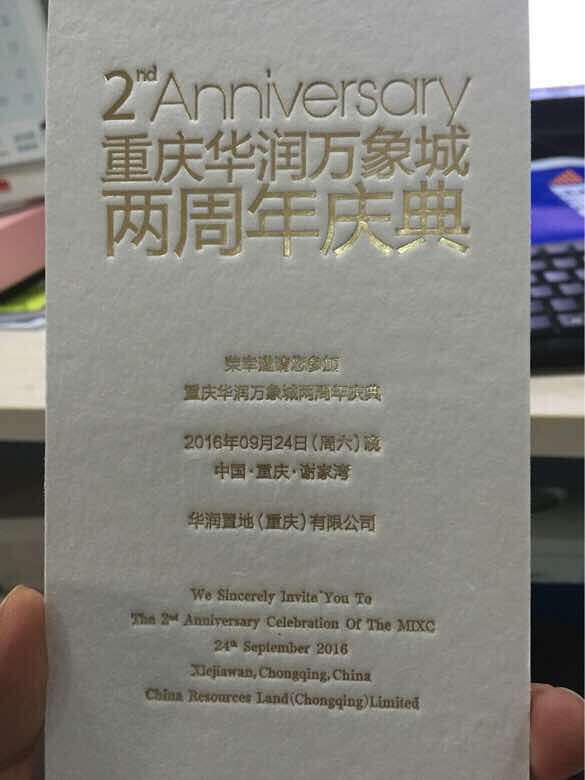 2nd Anniversary
重庆华润万象城
两周年庆典
荣幸邀请您参加
重庆华润万象城两周年庆典
2016年09月24日(周六)晚
中国·重庆·谢家湾
华润置地(重庆)有限公司
We Sincerely Invite You To
The 2nd Anniversary Celebration Of The MIXC
24th September 2016
Xiejiawan, Chongqing, China
China Resources Land (Chongqing) Limited